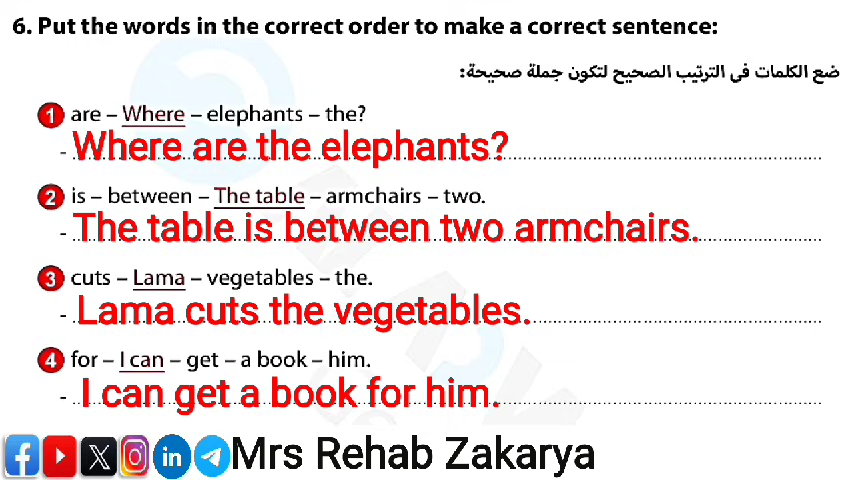 6. Put the words in the correct order to make a correct sentence:
ضع الكلمات في الترتيب الصحيح لتكون جملة صحيحة:
1 are – Where – elephants – the?
- Where are the elephants?
2 is – between – The table – armchairs – two.
- The table is between two armchairs.
3 cuts – Lama – vegetables – the.
- Lama cuts the vegetables.
4 for – I can – get – a book – him.
- I can get a book for him.
Mrs Rehab Zakarya